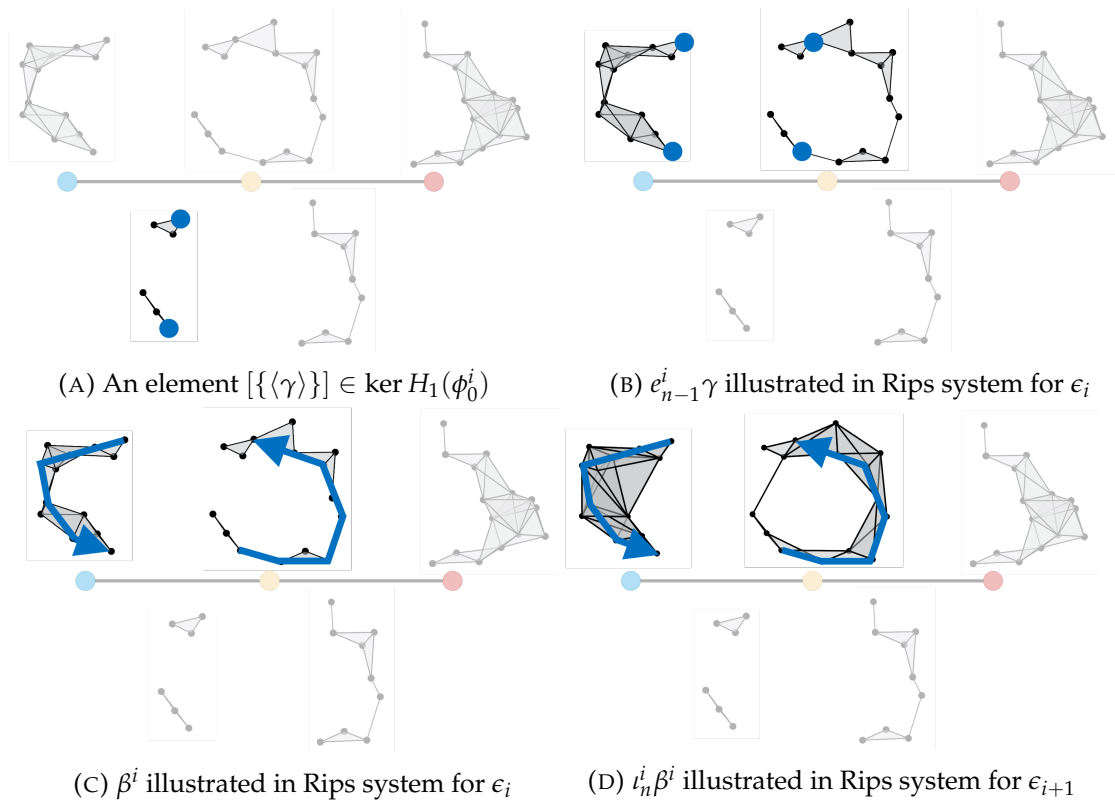 (A) An element [{⟨γ⟩}] ∈ ker H₁(ϕ₀ⁱ)
(B) eⁱₙ₋₁γ illustrated in Rips system for ϵᵢ
(C) βⁱ illustrated in Rips system for ϵᵢ
(D) ιⁱₙβⁱ illustrated in Rips system for ϵᵢ₊₁